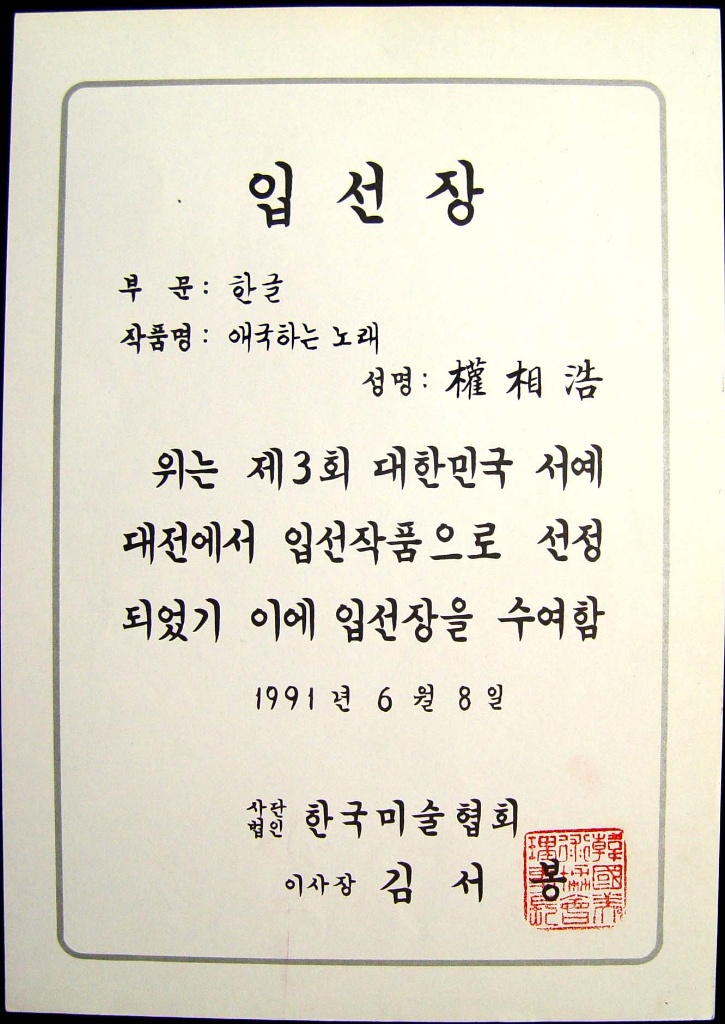 입 선 장
부 문 : 한글
작품명 : 애국하는 노래
성명 : 權 相 浩
위는 제3회 대한민국 서예
대전에서 입선작품으로 선정
되었기 이에 입선장을 수여함
1991 년 6 월 8 일
사단법인 한국미술협회
이사장 김 서 봉